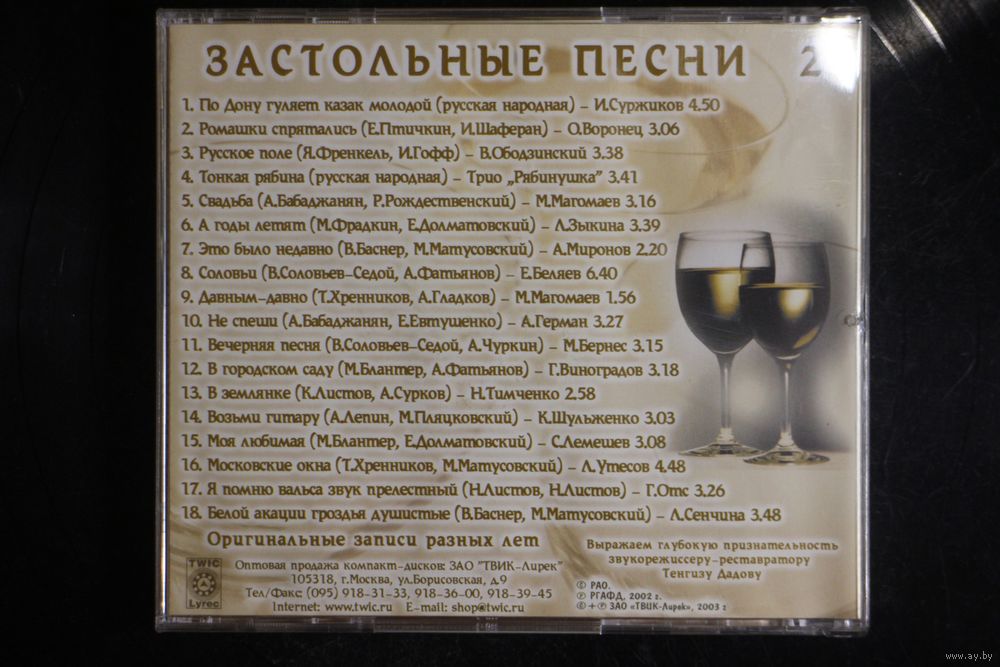 ЗАСТОЛЬНЫЕ ПЕСНИ 2
1. По Дону гуляет казак молодой (русская народная) – И.Суржиков 4.50
2. Ромашки спрятались (Е.Птичкин, И.Шаферан) – О.Воронец 3.06
3. Русское поле (Я.Френкель, И.Гофф) – В.Ободзинский 3.38
4. Тонкая рябина (русская народная) – Трио „Рябинушка" 3,41
5. Свадьба (А.Бабаджанян, Р.Рождественский) – М.Магомаев 3.16
6. А годы летят (М.Фрадкин, Е.Долматовский) – Л.Зыкина 3.39
7. Это было недавно (В.Баснер, М.Матусовский) – А.Миронов 2.20
8. Соловьи (В.Соловьев-Седой, А.Фатьянов) – Е.Беляев 6.40
9. Давным-давно (Т.Хренников, А.Гладков) – М.Магомаев 1.56
10. Не спеши (А.Бабаджанян, Е.Евтушенко) – А.Герман 3.27
11. Вечерняя песня (В.Соловьев-Седой, А.Чуркин) – М.Бернес 3.15
12. В городском саду (М.Блантер, А.Фатьянов) – Г.Виноградов 3.18
13. В землянке (К.Листов, А.Сурков) – Н.Тимченко 2.58
14. Возьми гитару (А.Лепин, М.Пляцковский) – К.Шульженко 3.03
15. Моя любимая (М.Блантер, Е.Долматовский) – С.Лемешев 3.08
16. Московские окна (Т.Хренников, М.Матусовский) – Л.Утесов 4.48
17. Я помню вальса звук прелестный (Н.Листов, Н.Листов) – Г.Отс 3.26
18. Белой акации гроздья душистые (В.Баснер, М.Матусовский) – Л.Сенчина 3.48
Оригинальные записи разных лет
Выражаем глубокую признательность
звукорежиссеру-реставратору
Тенгизу Дадову
TWIC
Lyrec
Оптовая продажа компакт-дисков: ЗАО "ТВИК-Лирек"
105318, г.Москва, ул.Борисовская, д.9
Тел/Факс: (095) 918-31-33, 918-36-00, 918-39-45
Internet: www.twic.ru E-mail: shop@twic.ru
© РАО.
℗ РГАФД, 2002 г.
©+℗ ЗАО «ТВИК-Лирек», 2003 г
www.ay.by